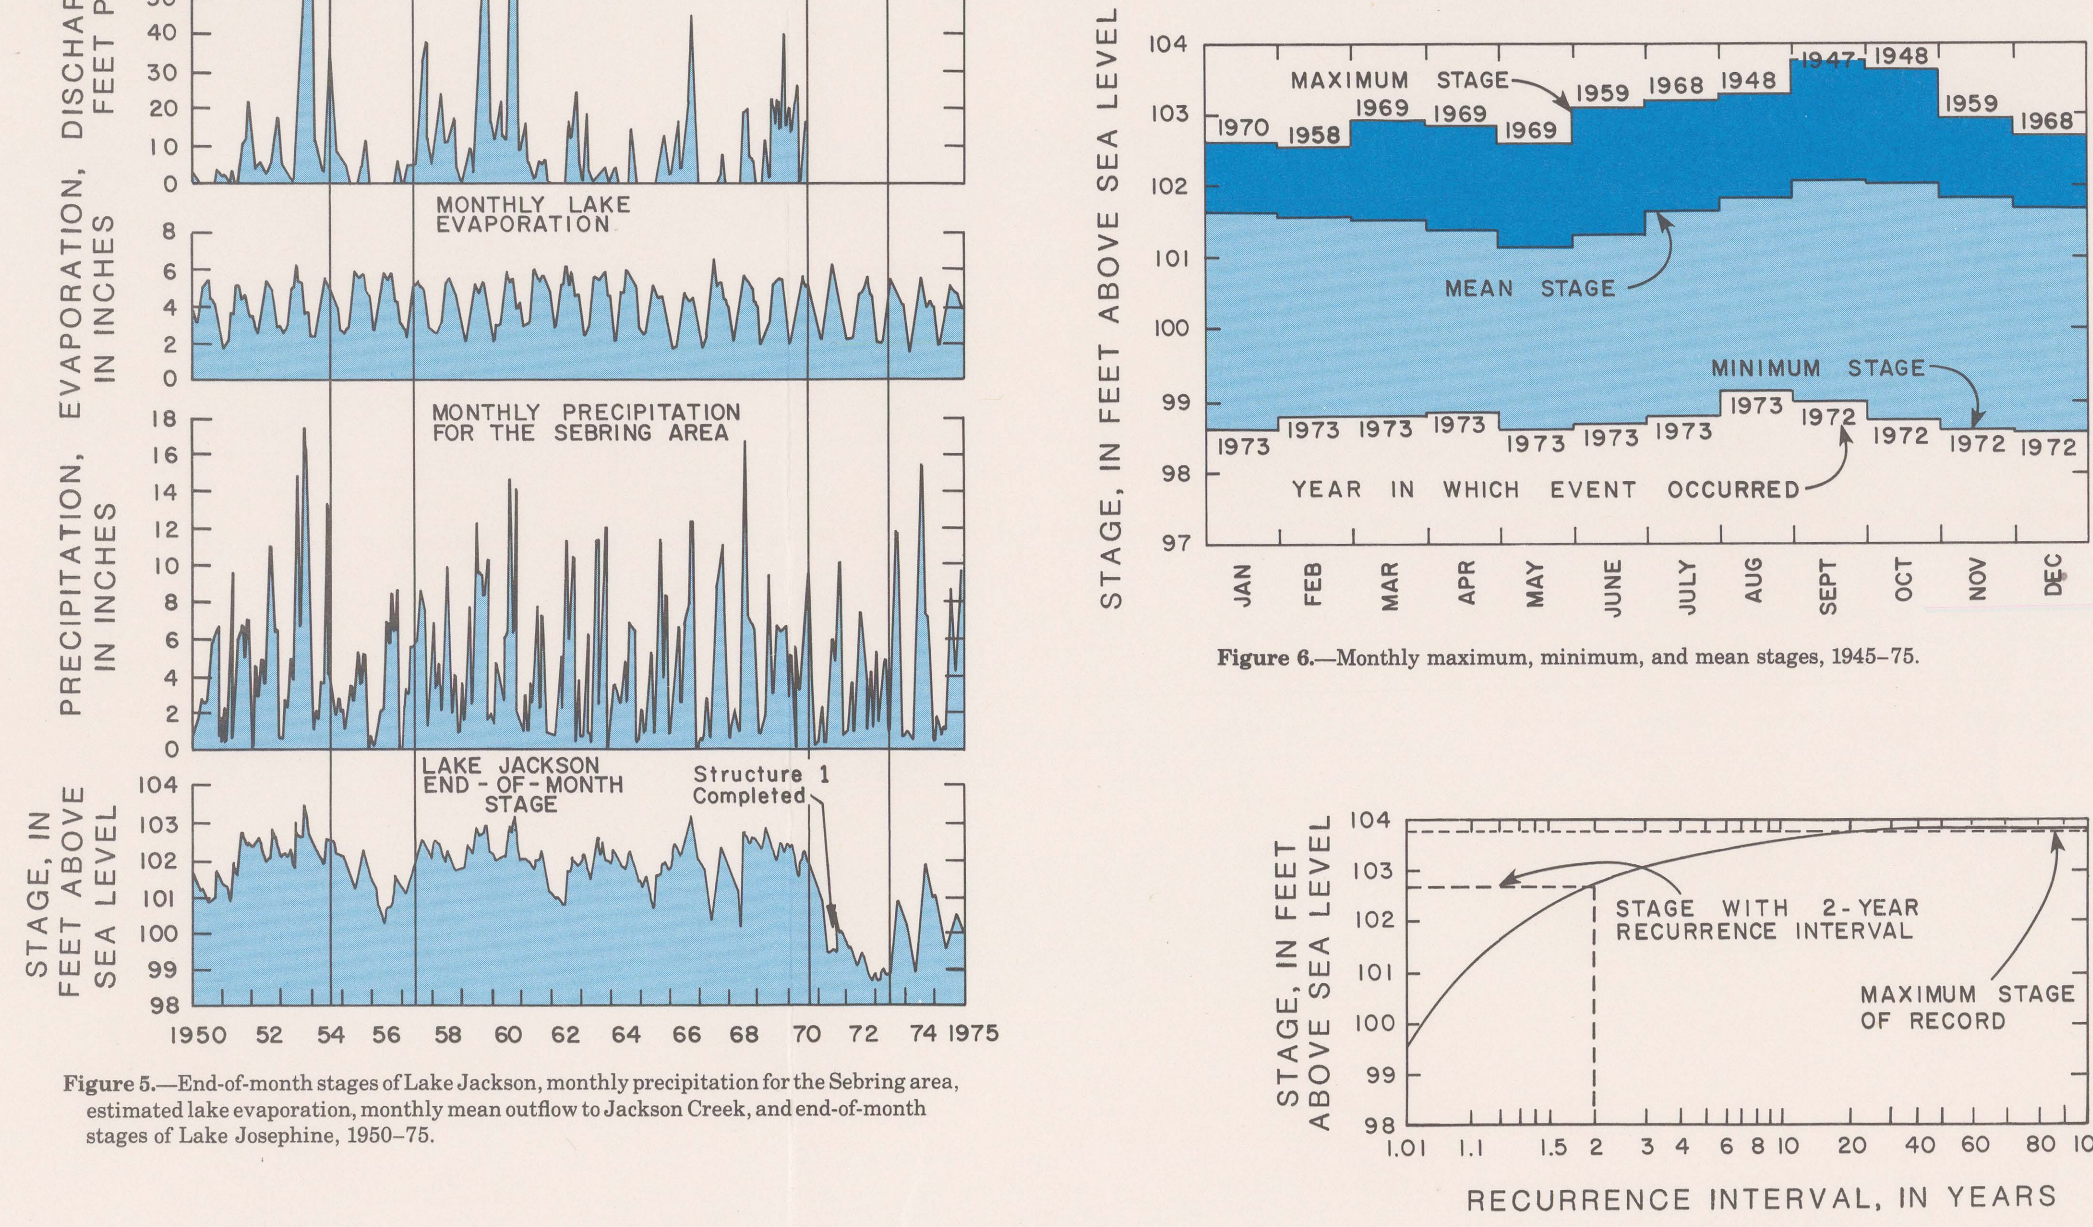 DISCHAR
FEET P
50
40
30
20
10
0
PRECIPITATION, EVAPORATION,
IN INCHES
IN INCHES
MONTHLY LAKE
EVAPORATION
8
6
4
2
0
MONTHLY PRECIPITATION
FOR THE SEBRING AREA
18
16
14
12
10
8
6
4
2
0
STAGE, IN
FEET ABOVE
SEA LEVEL
LAKE JACKSON
END-OF-MONTH
STAGE
Structure 1
Completed
104
103
102
101
100
99
98
1950 52 54 56 58 60 62 64 66 68 70 72 74 1975
Figure 5.—End-of-month stages of Lake Jackson, monthly precipitation for the Sebring area,
estimated lake evaporation, monthly mean outflow to Jackson Creek, and end-of-month
stages of Lake Josephine, 1950–75.
STAGE, IN FEET ABOVE SEA LEVEL
104
103
102
101
100
99
98
97
MAXIMUM STAGE
1970 1958 1969 1969 1969 1959 1968 1948 1947 1948 1959 1968
MEAN STAGE
MINIMUM STAGE
1973 1973 1973 1973 1973 1973 1973 1973 1972 1972 1972 1972
YEAR IN WHICH EVENT OCCURRED
JAN FEB MAR APR MAY JUNE JULY AUG SEPT OCT NOV DEC
Figure 6.—Monthly maximum, minimum, and mean stages, 1945–75.
STAGE, IN FEET
ABOVE SEA LEVEL
104
103
102
101
100
99
98
STAGE WITH 2-YEAR
RECURRENCE INTERVAL
MAXIMUM STAGE
OF RECORD
1.01 1.1 1.5 2 3 4 6 8 10 20 40 60 80 10
RECURRENCE INTERVAL, IN YEARS